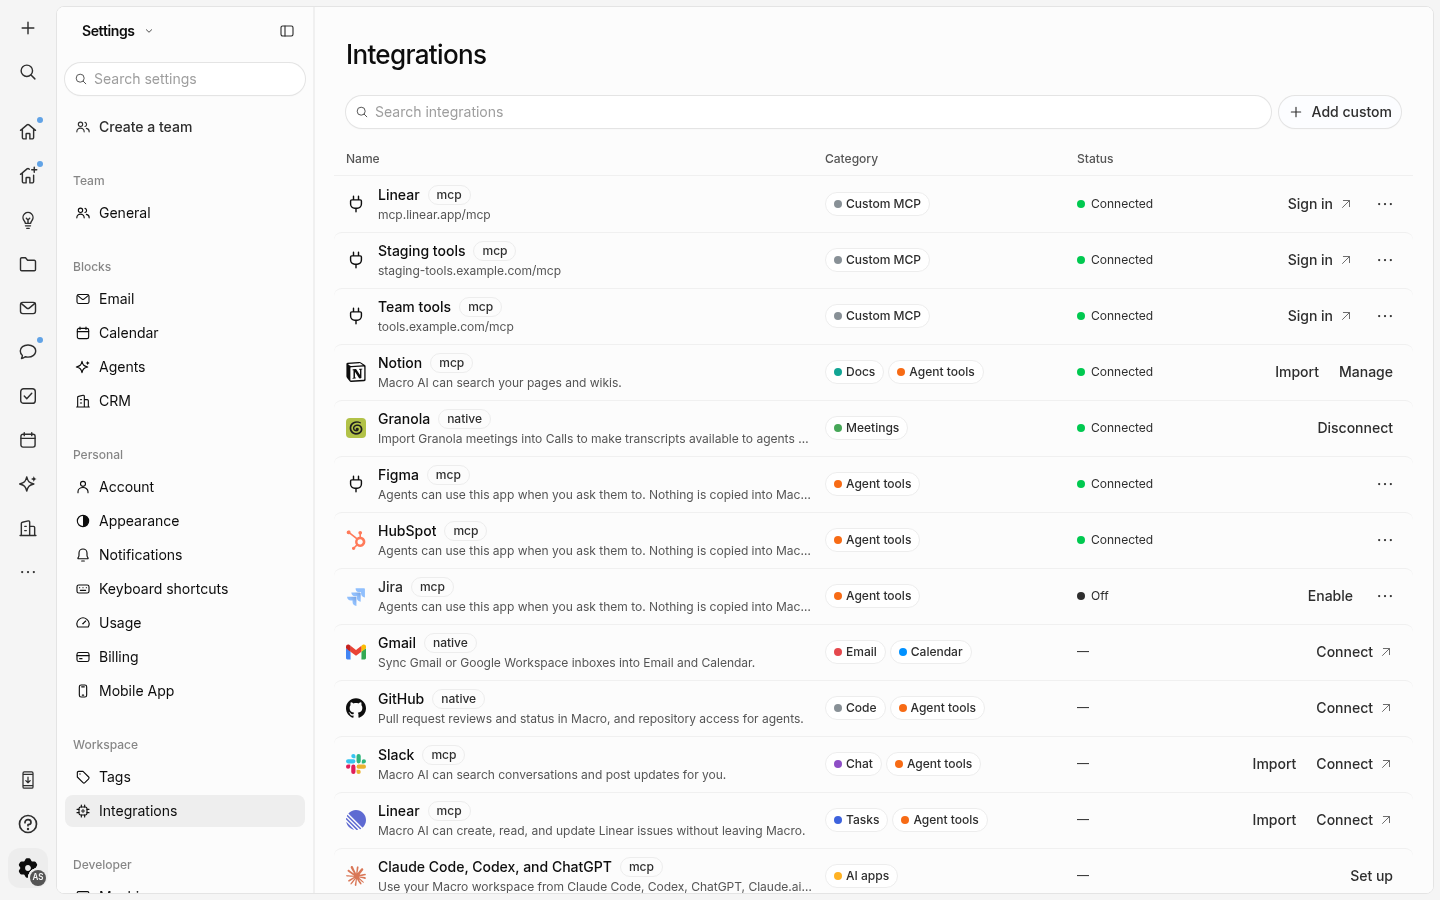 Settings
Search settings
Create a team
Team
General
Blocks
Email
Calendar
Agents
CRM
Personal
Account
Appearance
Notifications
Keyboard shortcuts
Usage
Billing
Mobile App
Workspace
Tags
Integrations
Developer
AS
Integrations
Search integrations
Add custom
Name Category Status
Linear mcp
mcp.linear.app/mcp
Custom MCP Connected Sign in
Staging tools mcp
staging-tools.example.com/mcp
Custom MCP Connected Sign in
Team tools mcp
tools.example.com/mcp
Custom MCP Connected Sign in
Notion mcp
Macro AI can search your pages and wikis.
Docs Agent tools Connected Import Manage
Granola native
Import Granola meetings into Calls to make transcripts available to agents ...
Meetings Connected Disconnect
Figma mcp
Agents can use this app when you ask them to. Nothing is copied into Mac...
Agent tools Connected
HubSpot mcp
Agents can use this app when you ask them to. Nothing is copied into Mac...
Agent tools Connected
Jira mcp
Agents can use this app when you ask them to. Nothing is copied into Mac...
Agent tools Off Enable
Gmail native
Sync Gmail or Google Workspace inboxes into Email and Calendar.
Email Calendar — Connect
GitHub native
Pull request reviews and status in Macro, and repository access for agents.
Code Agent tools — Connect
Slack mcp
Macro AI can search conversations and post updates for you.
Chat Agent tools — Import Connect
Linear mcp
Macro AI can create, read, and update Linear issues without leaving Macro.
Tasks Agent tools — Import Connect
Claude Code, Codex, and ChatGPT mcp
Use your Macro workspace from Claude Code, Codex, ChatGPT, Claude.ai...
AI apps — Set up